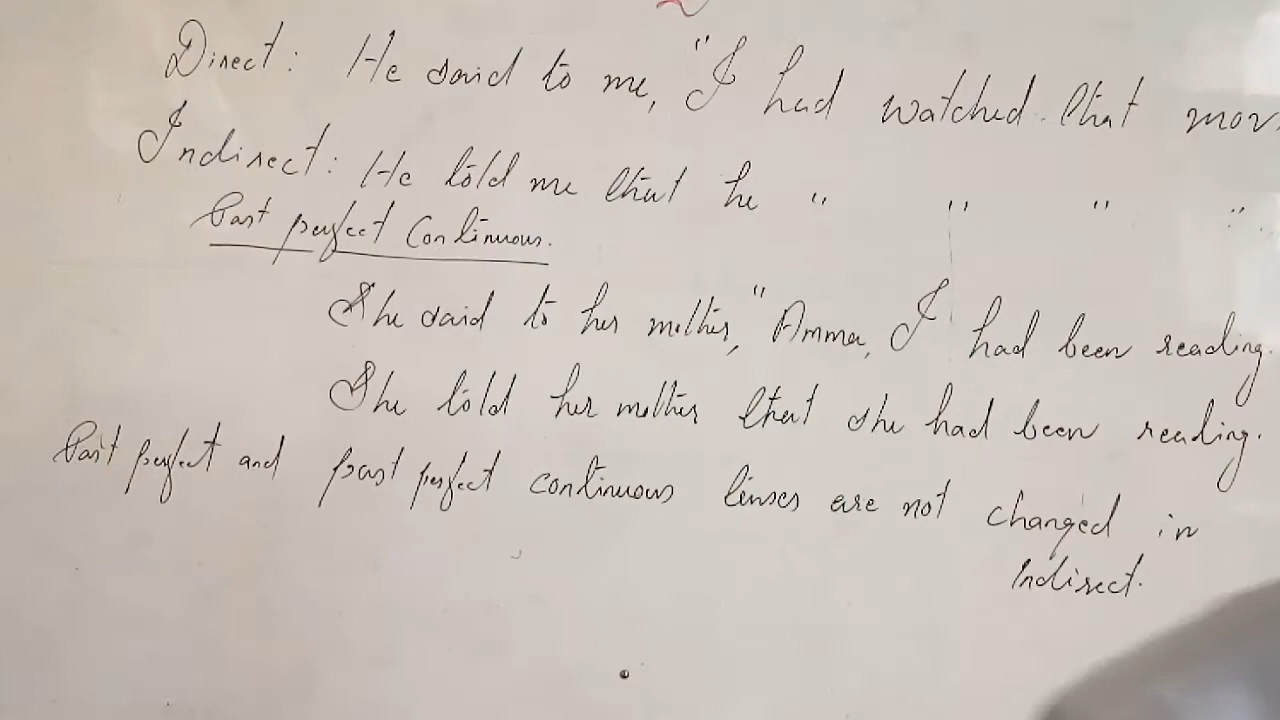 Direct: He said to me, "I had watched that mov
Indirect: He told me that he " " " "
Past perfect Continuous.
She said to her mother, "Amma, I had been reading.
She told her mother that she had been reading.
Past perfect and past perfect continuous tenses are not changed in
Indirect.